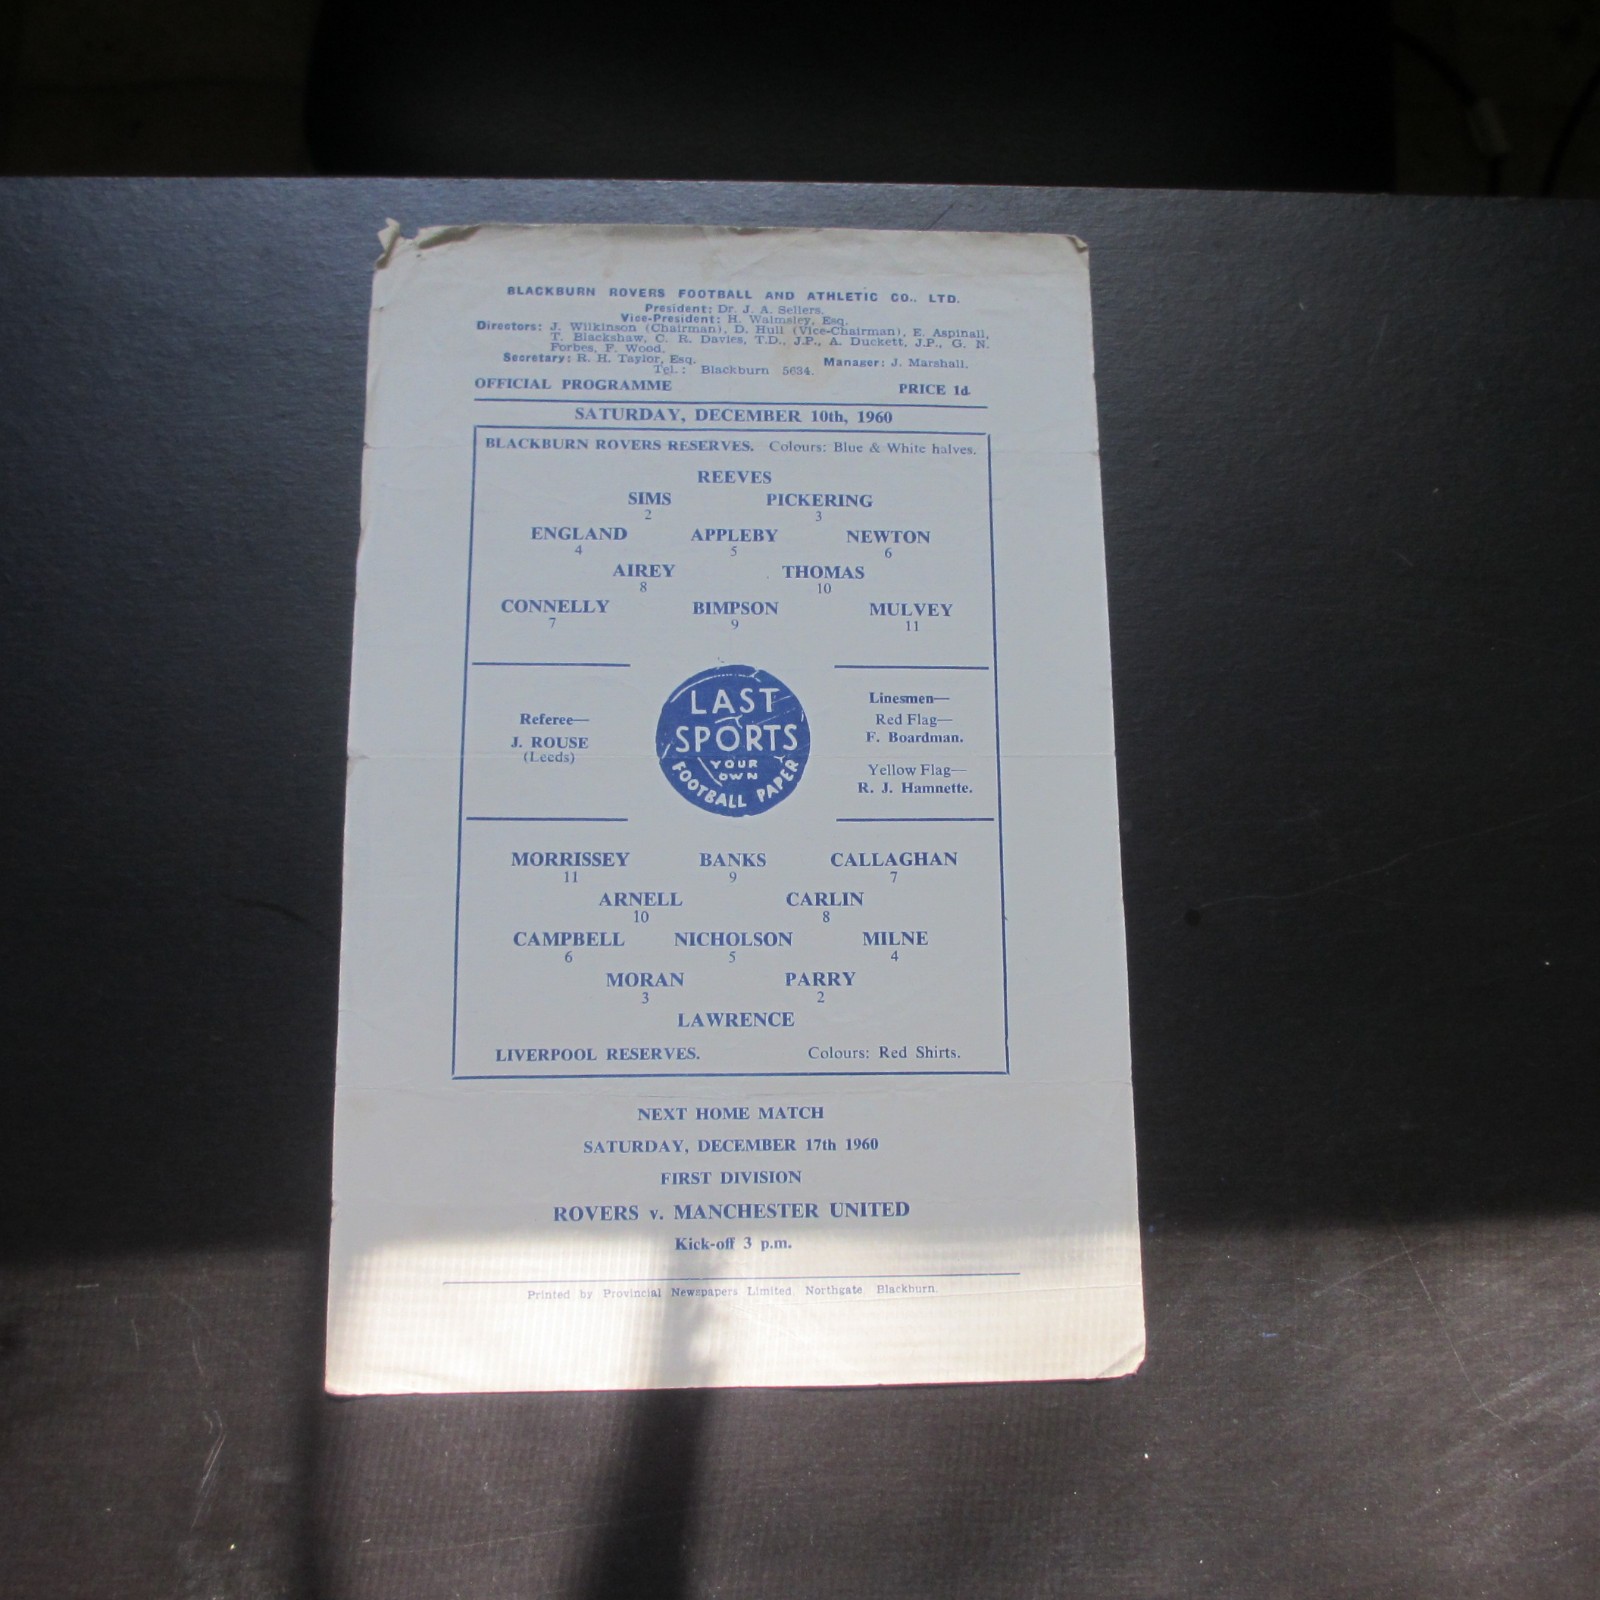 BLACKBURN ROVERS FOOTBALL AND ATHLETIC CO., LTD.
President: Dr. J. A. Sellers.
Vice-President: H. Walmsley, Esq.
Directors: J. Wilkinson (Chairman), D. Hull (Vice-Chairman), E. Aspinall,
T. Blackshaw, C. R. Davies, T.D., J.P., A. Duckett, J.P., G. N.
Forbes, F. Wood.
Secretary: R. H. Taylor, Esq. Manager: J. Marshall.
Tel.: Blackburn 5634.
OFFICIAL PROGRAMME PRICE 1d.
SATURDAY, DECEMBER 10th, 1960
BLACKBURN ROVERS RESERVES. Colours: Blue & White halves.
REEVES
SIMS PICKERING
2 3
ENGLAND APPLEBY NEWTON
4 5 6
AIREY THOMAS
8 10
CONNELLY BIMPSON MULVEY
7 9 11
Referee—
J. ROUSE
(Leeds)
LAST
SPORTS
YOUR
OWN
FOOTBALL PAPER
Linesmen—
Red Flag—
F. Boardman.
Yellow Flag—
R. J. Hamnette.
MORRISSEY BANKS CALLAGHAN
11 9 7
ARNELL CARLIN
10 8
CAMPBELL NICHOLSON MILNE
6 5 4
MORAN PARRY
3 2
LAWRENCE
LIVERPOOL RESERVES. Colours: Red Shirts.
NEXT HOME MATCH
SATURDAY, DECEMBER 17th 1960
FIRST DIVISION
ROVERS v. MANCHESTER UNITED
Kick-off 3 p.m.
Printed by Provincial Newspapers Limited Northgate Blackburn.